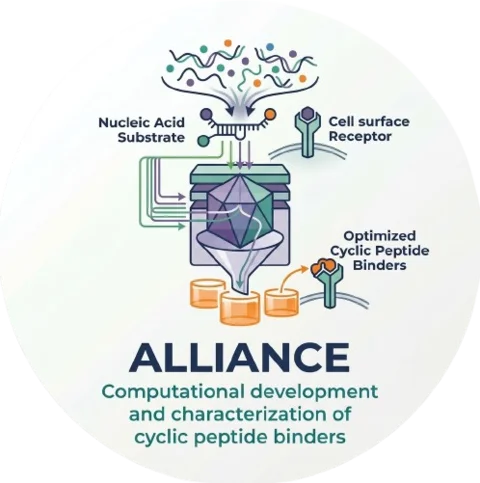 Nucleic Acid
Substrate
Cell surface
Receptor
Optimized
Cyclic Peptide
Binders
ALLIANCE
Computational development
and characterization of
cyclic peptide binders